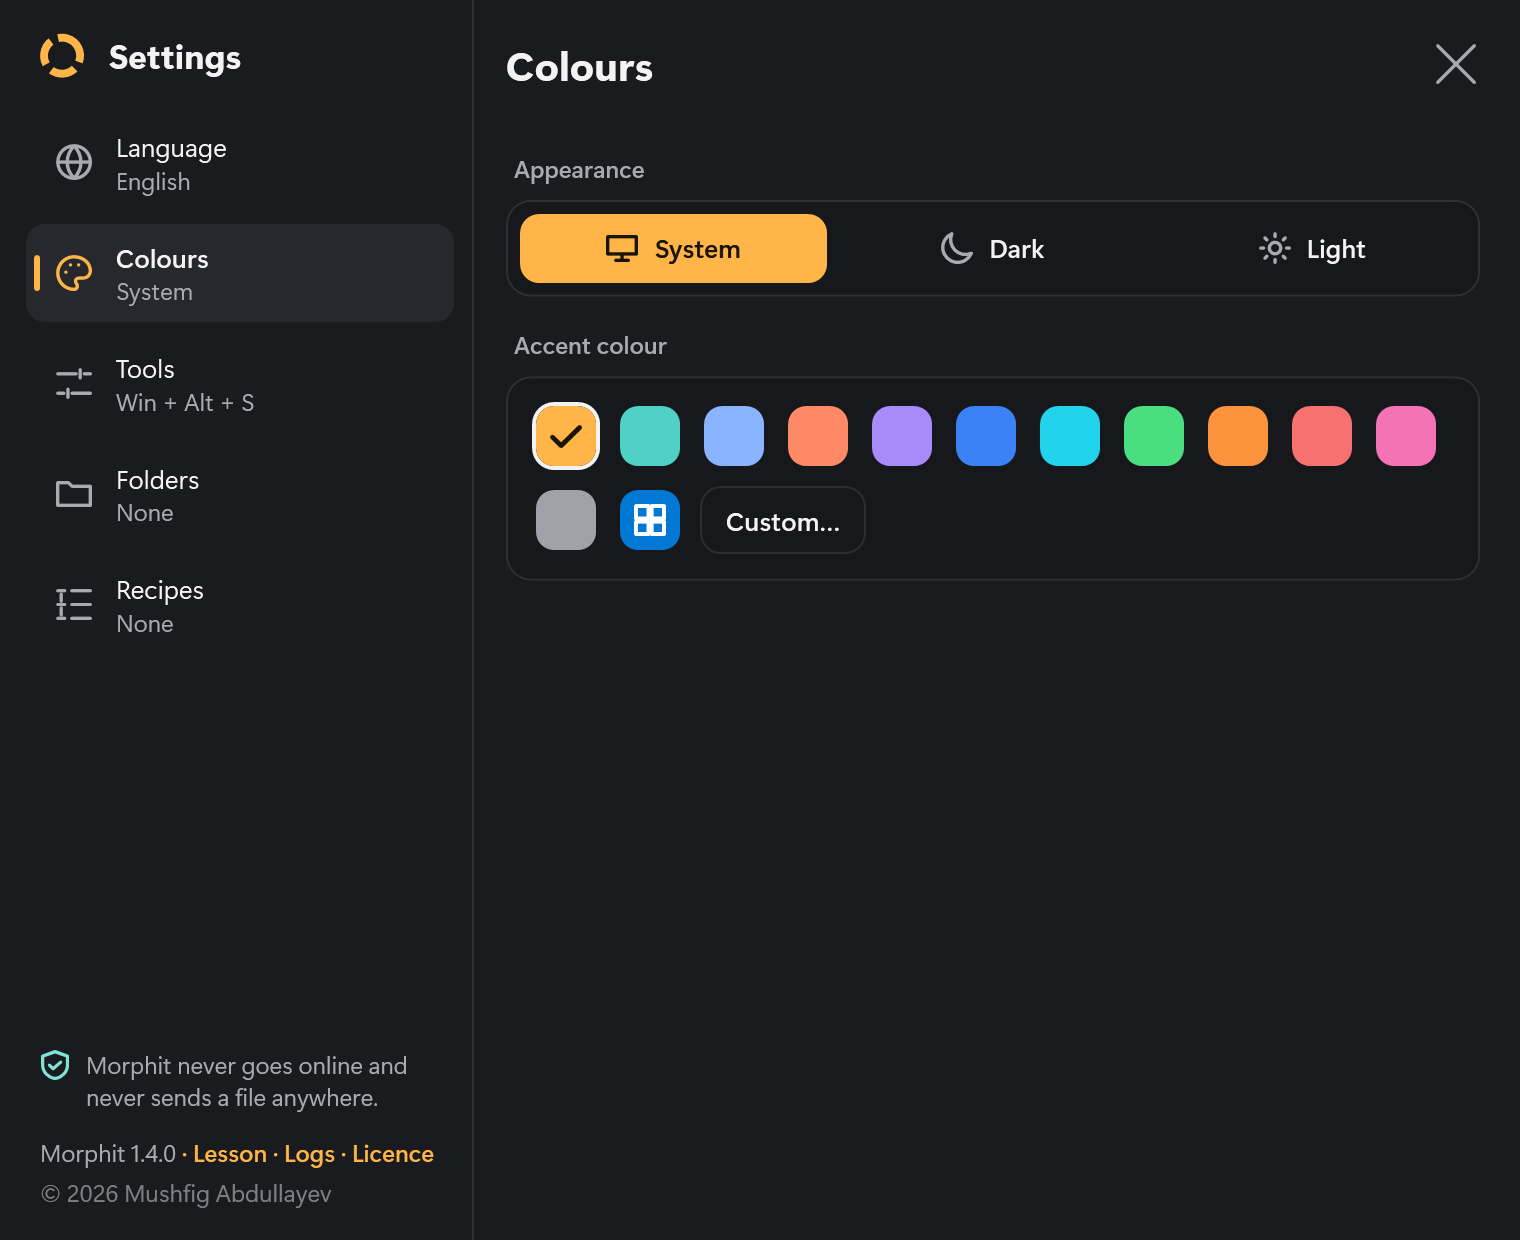 Settings
Language
English
Colours
System
Tools
Win + Alt + S
Folders
None
Recipes
None
Morphit never goes online and
never sends a file anywhere.
Morphit 1.4.0 · Lesson · Logs · Licence
© 2026 Mushfig Abdullayev
Colours
Appearance
System
Dark
Light
Accent colour
Custom...